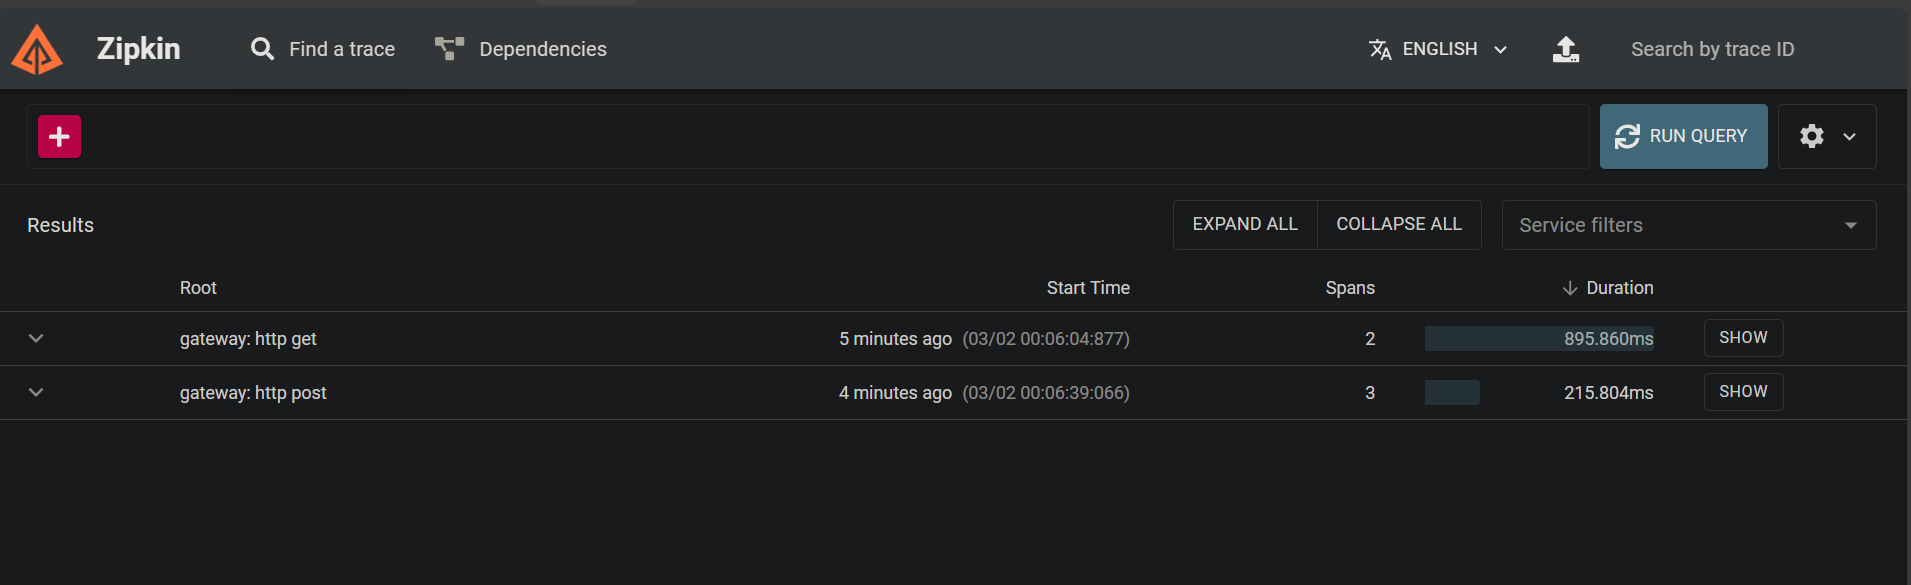 Zipkin Find a trace Dependencies ENGLISH Search by trace ID
RUN QUERY
Results EXPAND ALL COLLAPSE ALL Service filters
Root Start Time Spans Duration
gateway: http get 5 minutes ago (03/02 00:06:04:877) 2 895.860ms SHOW
gateway: http post 4 minutes ago (03/02 00:06:39:066) 3 215.804ms SHOW